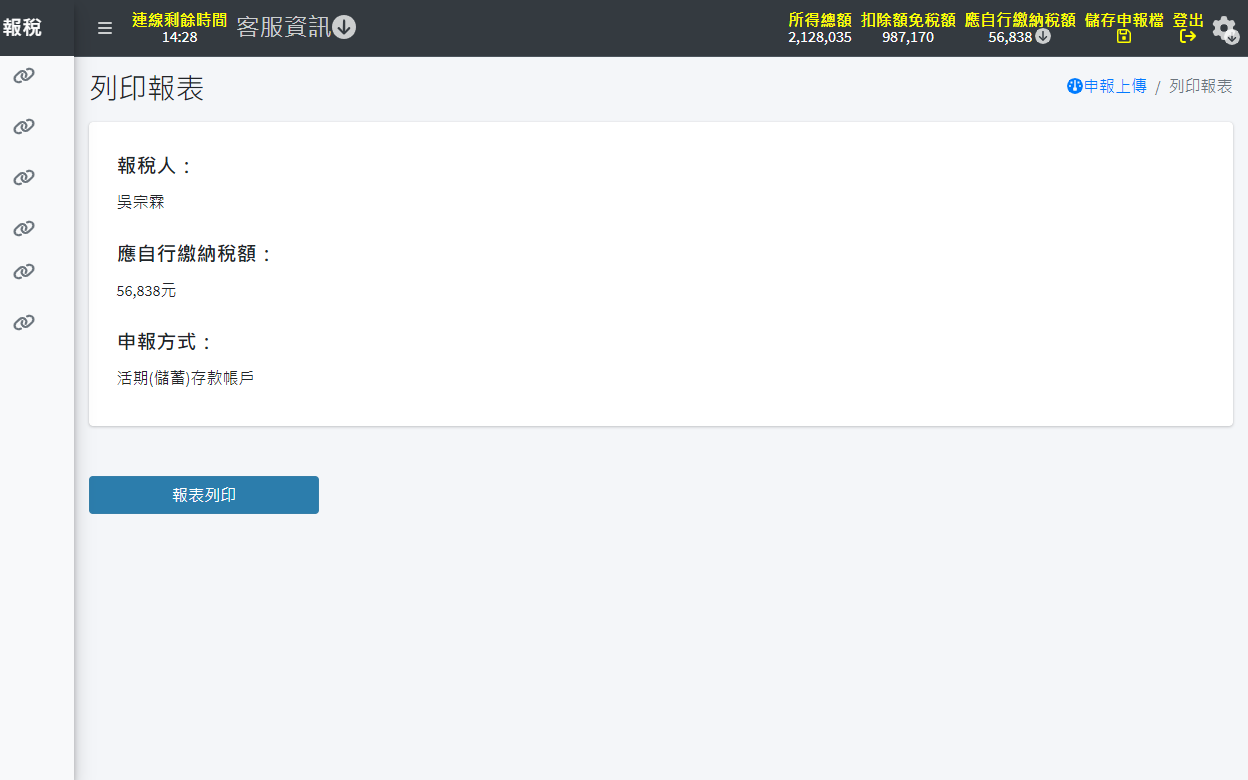 報稅
連線剩餘時間
14:28
客服資訊
所得總額
2,128,035
扣除額免稅額
987,170
應自行繳納稅額
56,838
儲存申報檔
登出
列印報表
申報上傳 / 列印報表
報稅人：
吳宗霖
應自行繳納稅額：
56,838元
申報方式：
活期(儲蓄)存款帳戶
報表列印